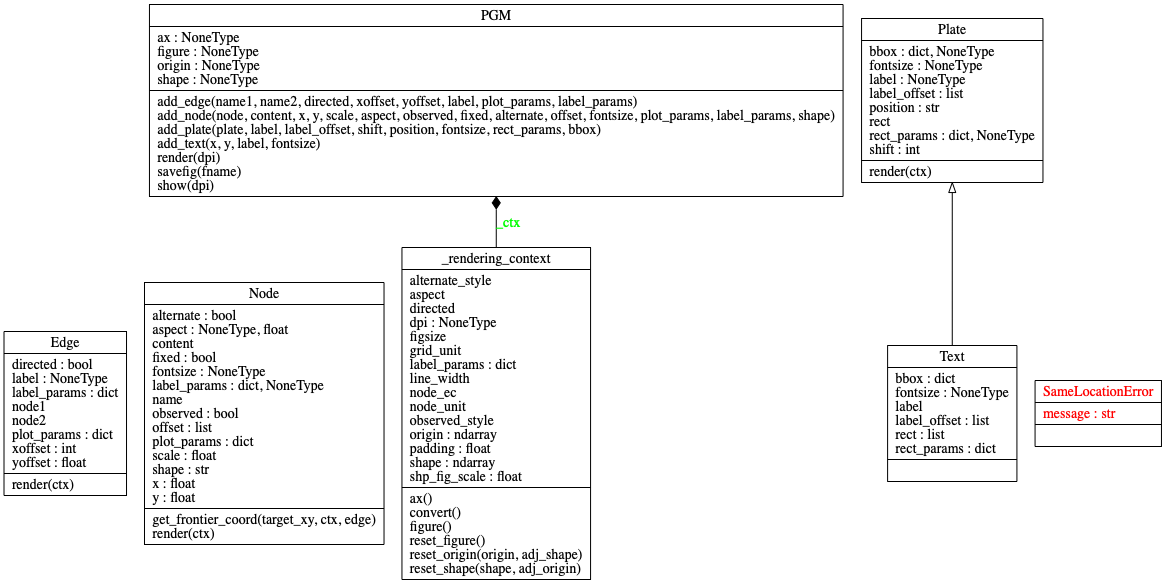 PGM
ax : NoneType
figure : NoneType
origin : NoneType
shape : NoneType
add_edge(name1, name2, directed, xoffset, yoffset, label, plot_params, label_params)
add_node(node, content, x, y, scale, aspect, observed, fixed, alternate, offset, fontsize, plot_params, label_params, shape)
add_plate(plate, label, label_offset, shift, position, fontsize, rect_params, bbox)
add_text(x, y, label, fontsize)
render(dpi)
savefig(fname)
show(dpi)
Plate
bbox : dict, NoneType
fontsize : NoneType
label : NoneType
label_offset : list
position : str
rect
rect_params : dict, NoneType
shift : int
render(ctx)
_ctx
Edge
directed : bool
label : NoneType
label_params : dict
node1
node2
plot_params : dict
xoffset : int
yoffset : float
render(ctx)
Node
alternate : bool
aspect : NoneType, float
content
fixed : bool
fontsize : NoneType
label_params : dict, NoneType
name
observed : bool
offset : list
plot_params : dict
scale : float
shape : str
x : float
y : float
get_frontier_coord(target_xy, ctx, edge)
render(ctx)
_rendering_context
alternate_style
aspect
directed
dpi : NoneType
figsize
grid_unit
label_params : dict
line_width
node_ec
node_unit
observed_style
origin : ndarray
padding : float
shape : ndarray
shp_fig_scale : float
ax()
convert()
figure()
reset_figure()
reset_origin(origin, adj_shape)
reset_shape(shape, adj_origin)
Text
bbox : dict
fontsize : NoneType
label
label_offset : list
rect : list
rect_params : dict
SameLocationError
message : str